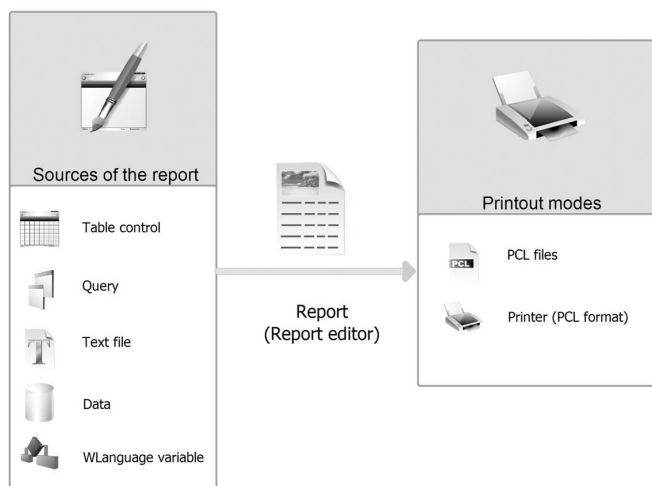 Sources of the report
Table control
Query
Text file
Data
WLanguage variable
Report
(Report editor)
Printout modes
PCL
PCL files
Printer (PCL format)